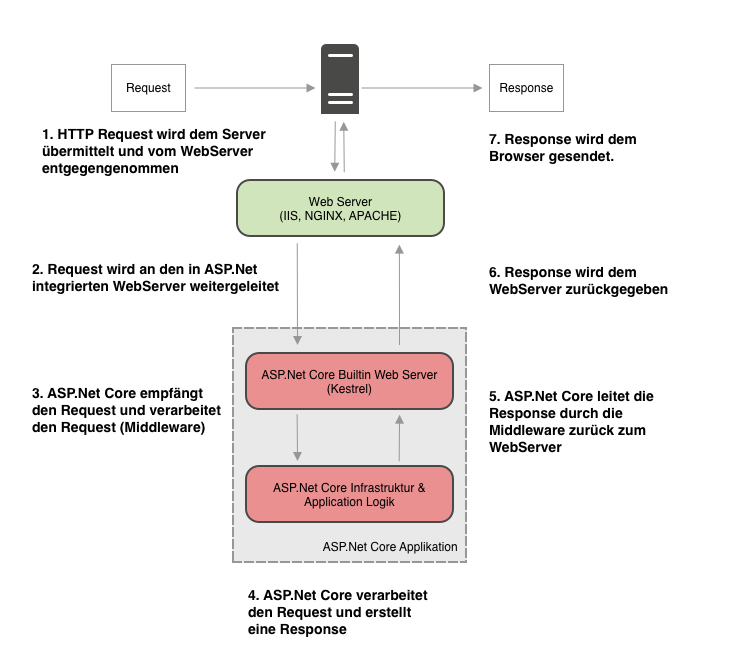 Request
Response
1. HTTP Request wird dem Server
übermittelt und vom WebServer
entgegengenommen
7. Response wird dem
Browser gesendet.
Web Server
(IIS, NGINX, APACHE)
2. Request wird an den in ASP.Net
integrierten WebServer weitergeleitet
6. Response wird dem
WebServer zurückgegeben
ASP.Net Core Builtin Web Server
(Kestrel)
3. ASP.Net Core empfängt
den Request und verarbeitet
den Request (Middleware)
5. ASP.Net Core leitet die
Response durch die
Middleware zurück zum
WebServer
ASP.Net Core Infrastruktur &
Application Logik
ASP.Net Core Applikation
4. ASP.Net Core verarbeitet
den Request und erstellt
eine Response